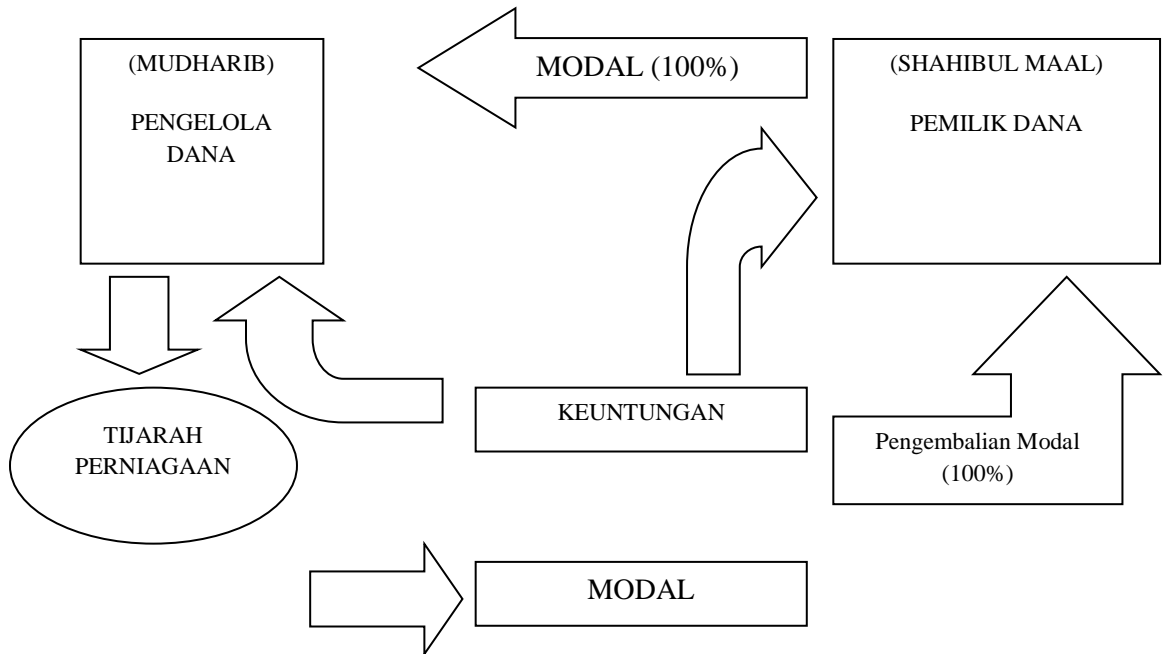 (MUDHARIB)
PENGELOLA
DANA
MODAL (100%)
(SHAHIBUL MAAL)
PEMILIK DANA
TIJARAH
PERNIAGAAN
KEUNTUNGAN
Pengembalian Modal
(100%)
MODAL